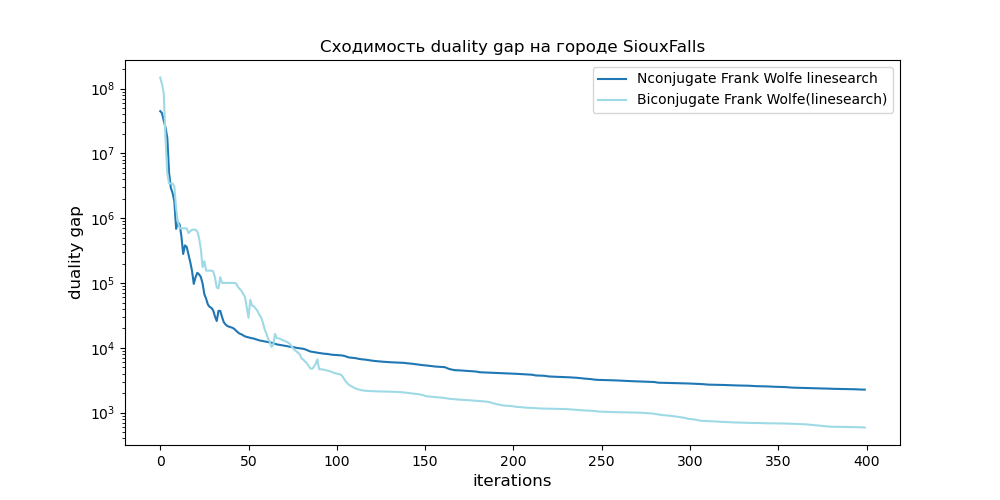 Сходимость duality gap на городе SiouxFalls
Nconjugate Frank Wolfe linesearch
Biconjugate Frank Wolfe(linesearch)
duality gap
10⁸
10⁷
10⁶
10⁵
10⁴
10³
0 50 100 150 200 250 300 350 400
iterations